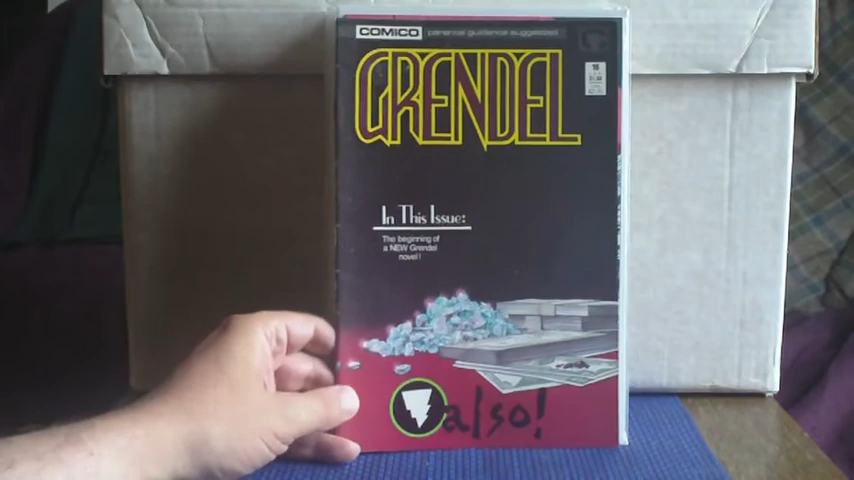 COMICO parental guidance suggested
GRENDEL
16
In This Issue:
The beginning of
a NEW Grendel
novel!
also!